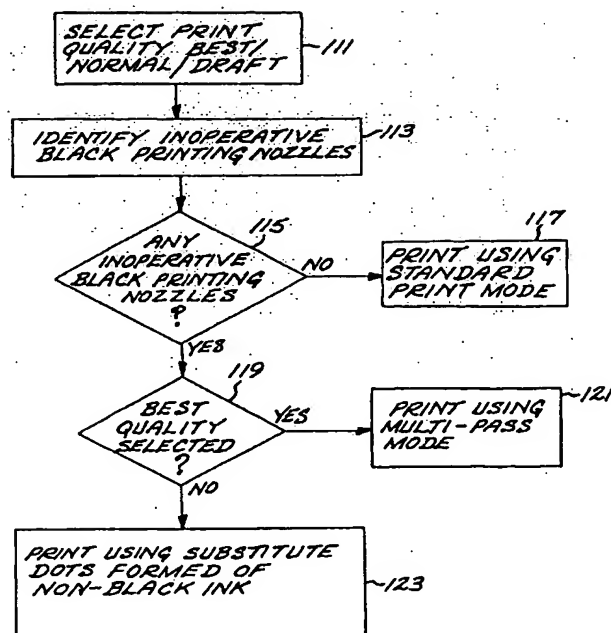 SELECT PRINT
QUALITY BEST/
NORMAL/DRAFT
111
IDENTIFY INOPERATIVE
BLACK PRINTING NOZZLES
113
ANY
INOPERATIVE
BLACK PRINTING
NOZZLES
?
115
NO
PRINT USING
STANDARD
PRINT MODE
117
YES
BEST
QUALITY
SELECTED
?
119
YES
PRINT USING
MULTI-PASS
MODE
121
NO
PRINT USING SUBSTITUTE
DOTS FORMED OF
NON-BLACK INK
123